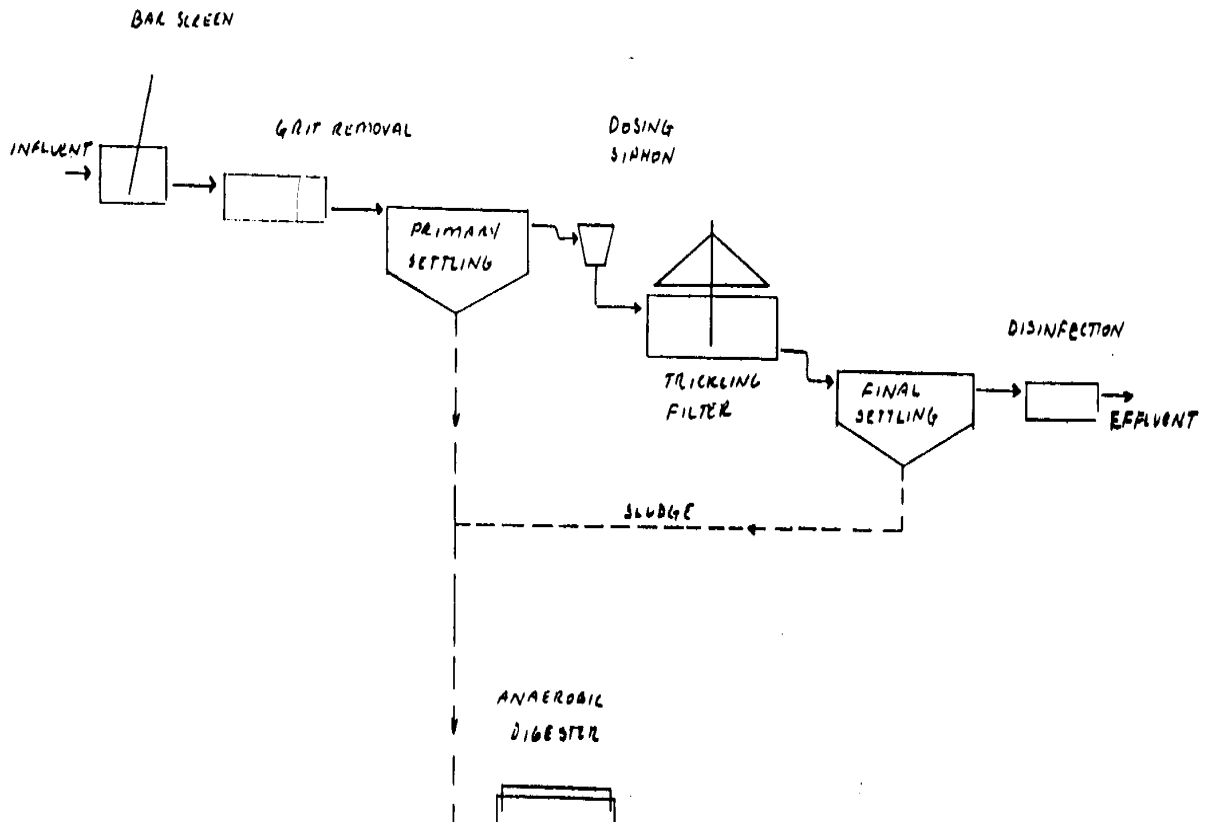 BAR SCREEN
INFLUENT
GRIT REMOVAL
DOSING
SIPHON
PRIMARY
SETTLING
TRICKLING
FILTER
DISINFECTION
FINAL
SETTLING
EFFLUENT
SLUDGE
ANAEROBIC
DIGESTER